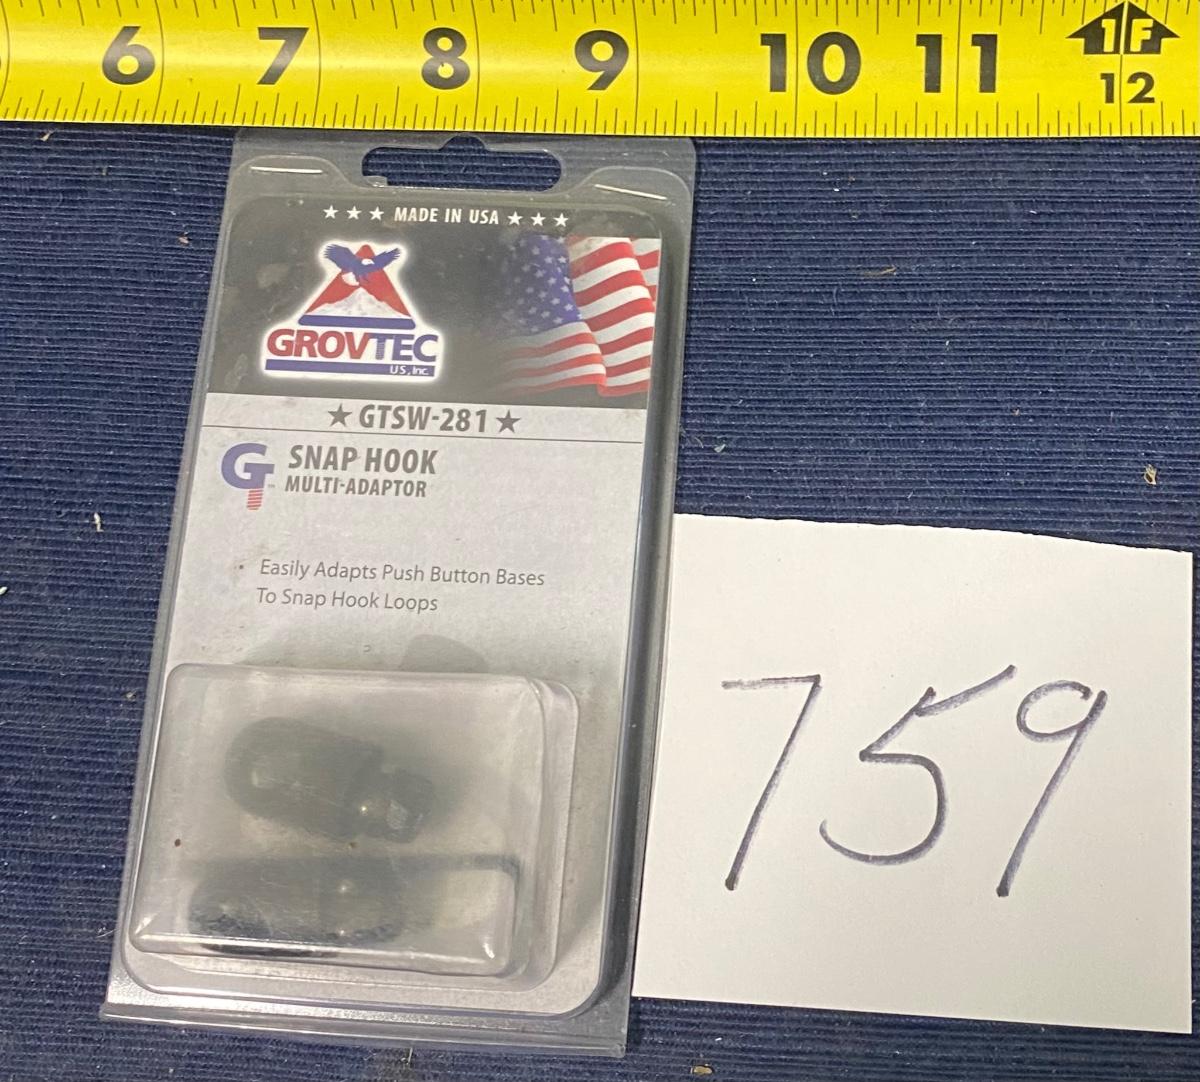 6 7 8 9 10 11 1F
12
★ ★ ★ MADE IN USA ★ ★ ★
GROVTEC
US, Inc.
★ GTSW-281 ★
GT SNAP HOOK
MULTI-ADAPTOR
• Easily Adapts Push Button Bases
To Snap Hook Loops
759